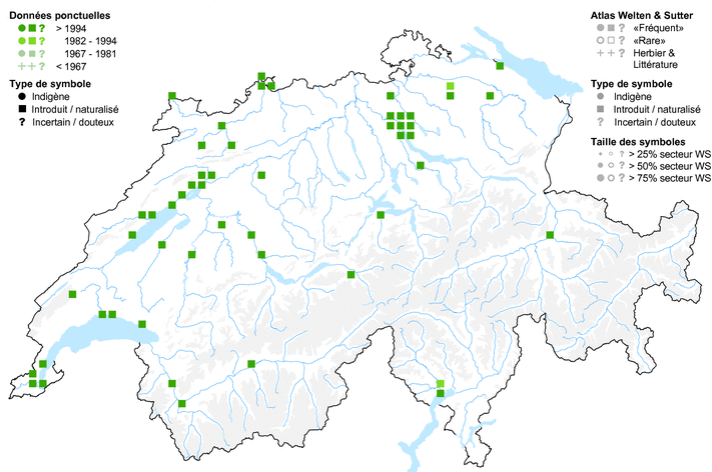 Données ponctuelles
> 1994
? 1982 - 1994
? 1967 - 1981
++? < 1967
Type de symbole
Indigène
Introduit / naturalisé
? Incertain / douteux
Atlas Welten & Sutter
? «Fréquent»
? «Rare»
++? Herbier &
Littérature
Type de symbole
Indigène
Introduit / naturalisé
? Incertain / douteux
Taille des symboles
? > 25% secteur WS
? > 50% secteur WS
? > 75% secteur WS